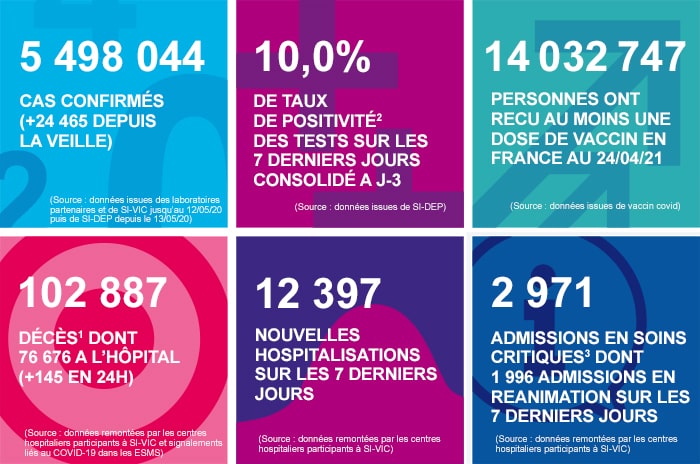 5 498 044
CAS CONFIRMÉS
(+24 465 DEPUIS
LA VEILLE)
(Source : données issues des laboratoires
partenaires et de SI-VIC jusqu'au 12/05/20
puis de SI-DEP depuis le 13/05/20)
10,0%
DE TAUX
DE POSITIVITÉ²
DES TESTS SUR LES
7 DERNIERS JOURS
CONSOLIDÉ A J-3
(Source : données issues de SI-DEP)
14 032 747
PERSONNES ONT
RECU AU MOINS UNE
DOSE DE VACCIN EN
FRANCE AU 24/04/21
(Source : données issues de vaccin covid)
102 887
DÉCÈS¹ DONT
76 676 A L'HÔPITAL
(+145 EN 24H)
(Source : données remontées par les centres
hospitaliers participants à SI-VIC et signalements
liés au COVID-19 dans les ESMS)
12 397
NOUVELLES
HOSPITALISATIONS
SUR LES 7 DERNIERS
JOURS
(Source : données remontées par les centres
hospitaliers participants à SI-VIC)
2 971
ADMISSIONS EN SOINS
CRITIQUES³ DONT
1 996 ADMISSIONS EN
REANIMATION SUR LES
7 DERNIERS JOURS
(Source : données remontées par les centres
hospitaliers participants à SI-VIC)